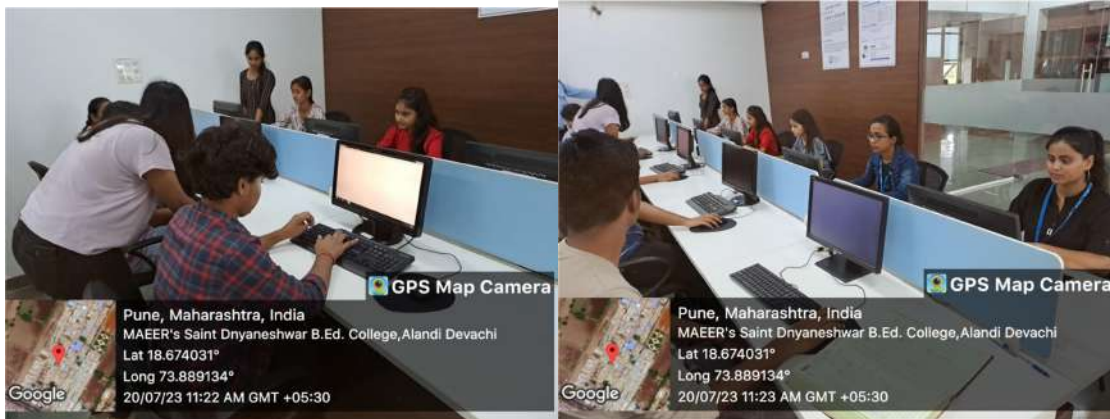 GPS Map Camera
Pune, Maharashtra, India
MAEER's Saint Dnyaneshwar B.Ed. College,Alandi Devachi
Lat 18.674031°
Long 73.889134°
20/07/23 11:22 AM GMT +05:30
Google
GPS Map Camera
Pune, Maharashtra, India
MAEER's Saint Dnyaneshwar B.Ed. College,Alandi Devachi
Lat 18.674031°
Long 73.889134°
20/07/23 11:23 AM GMT +05:30
Google